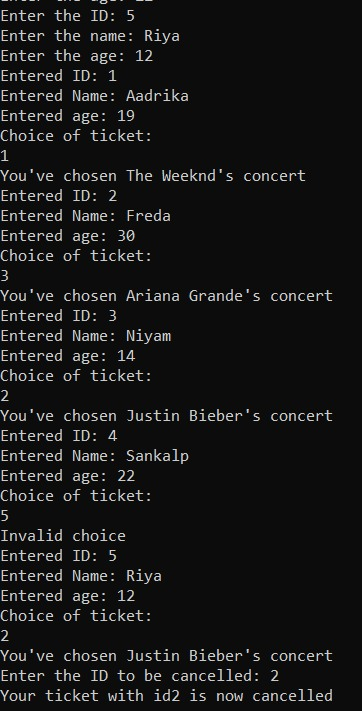 Enter the age: 22
Enter the ID: 5
Enter the name: Riya
Enter the age: 12
Entered ID: 1
Entered Name: Aadrika
Entered age: 19
Choice of ticket:
1
You've chosen The Weeknd's concert
Entered ID: 2
Entered Name: Freda
Entered age: 30
Choice of ticket:
3
You've chosen Ariana Grande's concert
Entered ID: 3
Entered Name: Niyam
Entered age: 14
Choice of ticket:
2
You've chosen Justin Bieber's concert
Entered ID: 4
Entered Name: Sankalp
Entered age: 22
Choice of ticket:
5
Invalid choice
Entered ID: 5
Entered Name: Riya
Entered age: 12
Choice of ticket:
2
You've chosen Justin Bieber's concert
Enter the ID to be cancelled: 2
Your ticket with id2 is now cancelled